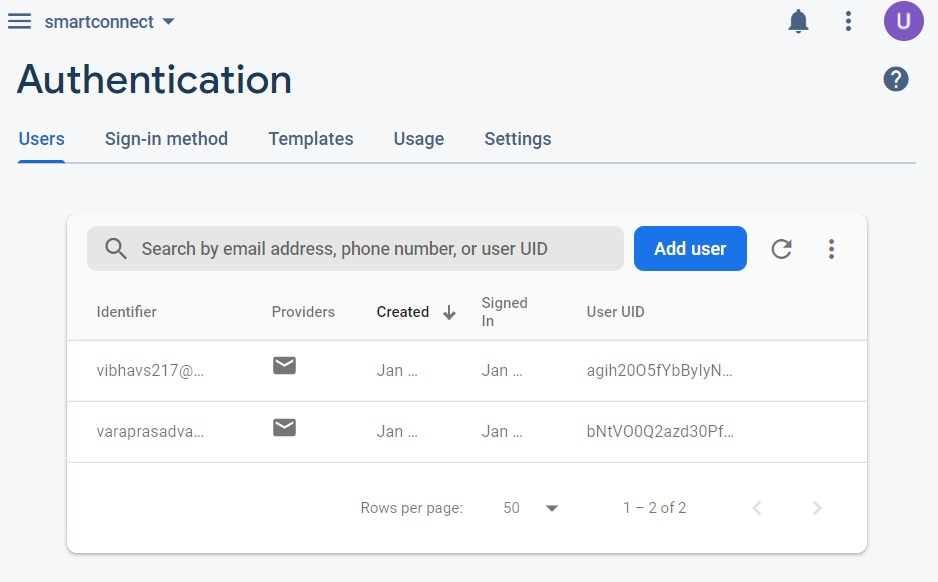 smartconnect
U
Authentication
?
Users Sign-in method Templates Usage Settings
Search by email address, phone number, or user UID Add user
Identifier Providers Created Signed In User UID
vibhavs217@... Jan ... Jan ... agih20O5fYbBylyN...
varaprasadva... Jan ... Jan ... bNtVO0Q2azd30Pf...
Rows per page: 50 1 – 2 of 2